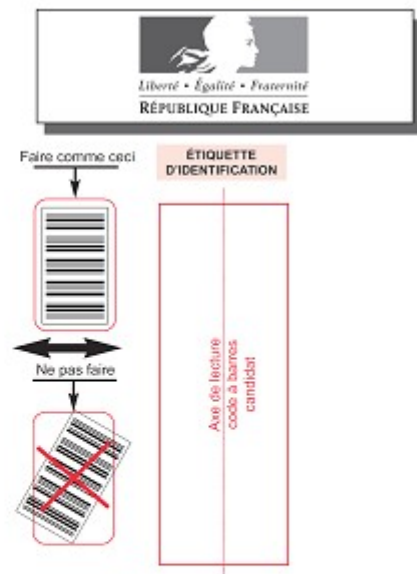 Liberté • Égalité • Fraternité
RÉPUBLIQUE FRANÇAISE
Faire comme ceci
ÉTIQUETTE
D'IDENTIFICATION
Ne pas faire
Axe de lecture
code à barres
candidat